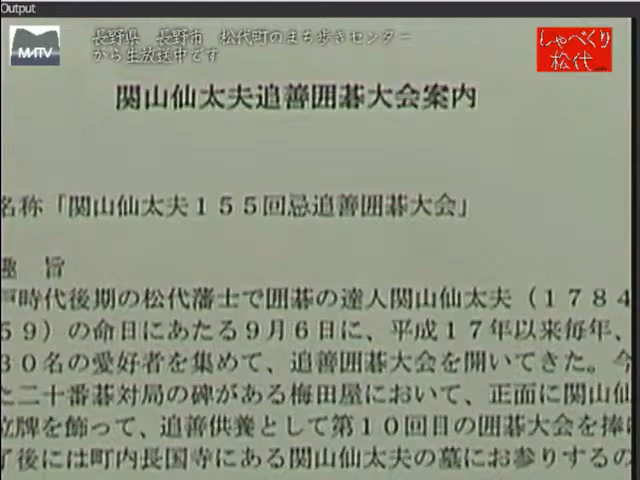 Output
MATV
長野県 長野市 松代町のまち歩きセンター
から生放送中です
しゃべくり
松代
関山仙太夫追善囲碁大会案内
名称「関山仙太夫155回忌追善囲碁大会」
趣 旨
戸時代後期の松代藩士で囲碁の達人関山仙太夫（1784
59）の命日にあたる9月6日に、平成17年以来毎年、
30名の愛好者を集めて、追善囲碁大会を開いてきた。今
た二十番碁対局の碑がある梅田屋において、正面に関山仙
位牌を飾って、追善供養として第10回目の囲碁大会を捧げ
了後には町内長国寺にある関山仙太夫の墓にお参りするの